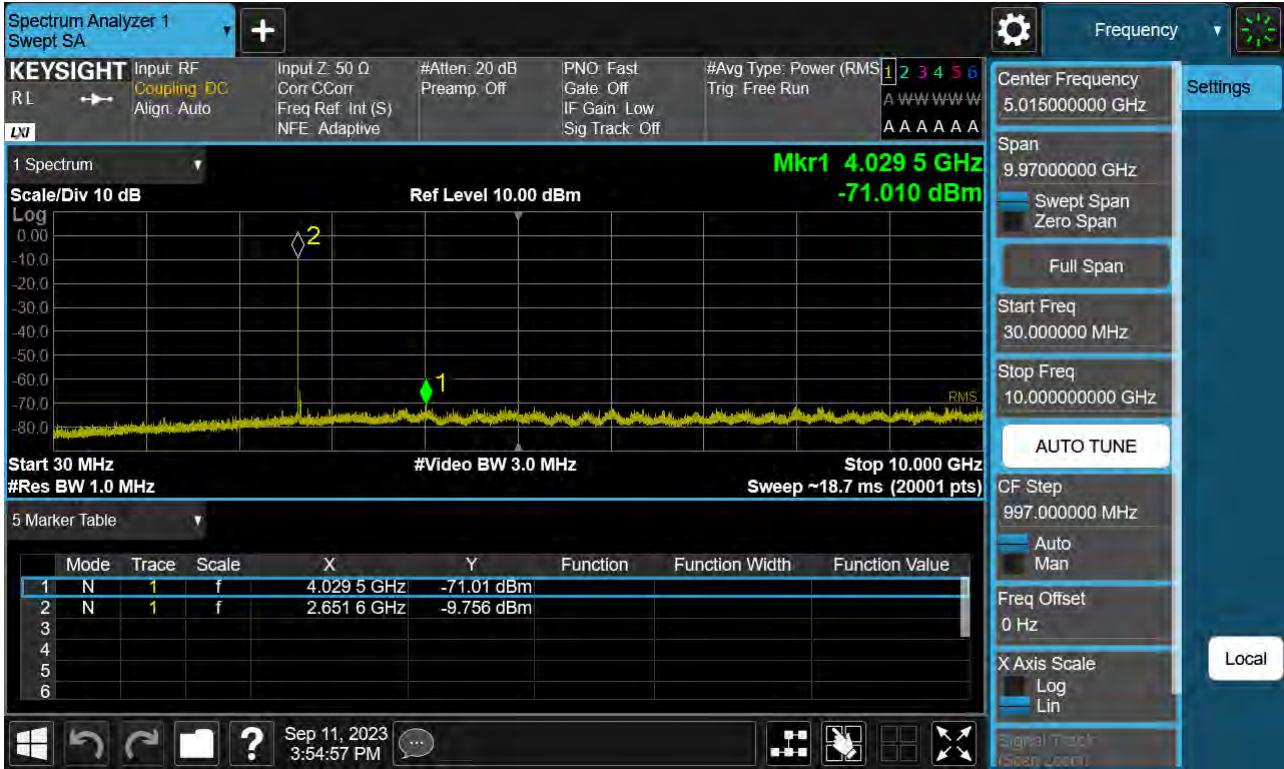 Spectrum Analyzer 1
Swept SA
Frequency
KEYSIGHT
RL
LXI
Input: RF
Coupling: DC
Align: Auto
Input Z: 50 Ω
Corr CCorr
Freq Ref: Int (S)
NFE: Adaptive
#Atten: 20 dB
Preamp: Off
PNO: Fast
Gate: Off
IF Gain: Low
Sig Track: Off
#Avg Type: Power (RMS
Trig: Free Run
1 2 3 4 5 6
A W W W W W
A A A A A A
1 Spectrum
Mkr1 4.029 5 GHz
-71.010 dBm
Scale/Div 10 dB
Ref Level 10.00 dBm
Log
0.00
-10.0
-20.0
-30.0
-40.0
-50.0
-60.0
-70.0
-80.0
2
1
RMS
Start 30 MHz
#Video BW 3.0 MHz
Stop 10.000 GHz
#Res BW 1.0 MHz
Sweep ~18.7 ms (20001 pts)
5 Marker Table
Mode Trace Scale X Y Function Function Width Function Value
1 N 1 f 4.029 5 GHz -71.01 dBm
2 N 1 f 2.651 6 GHz -9.756 dBm
3
4
5
6
Sep 11, 2023
3:54:57 PM
Center Frequency
5.015000000 GHz
Settings
Span
9.97000000 GHz
Swept Span
Zero Span
Full Span
Start Freq
30.000000 MHz
Stop Freq
10.000000000 GHz
AUTO TUNE
CF Step
997.000000 MHz
Auto
Man
Freq Offset
0 Hz
X Axis Scale
Log
Lin
Local
Signal Track
(Span Zoom)